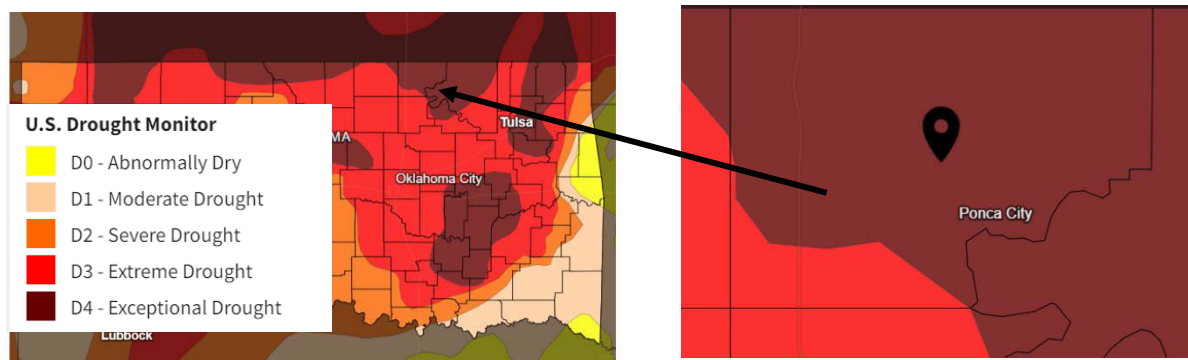 U.S. Drought Monitor
D0 - Abnormally Dry
D1 - Moderate Drought
D2 - Severe Drought
D3 - Extreme Drought
D4 - Exceptional Drought
MA
Tulsa
Oklahoma City
Lubbock
Ponca City